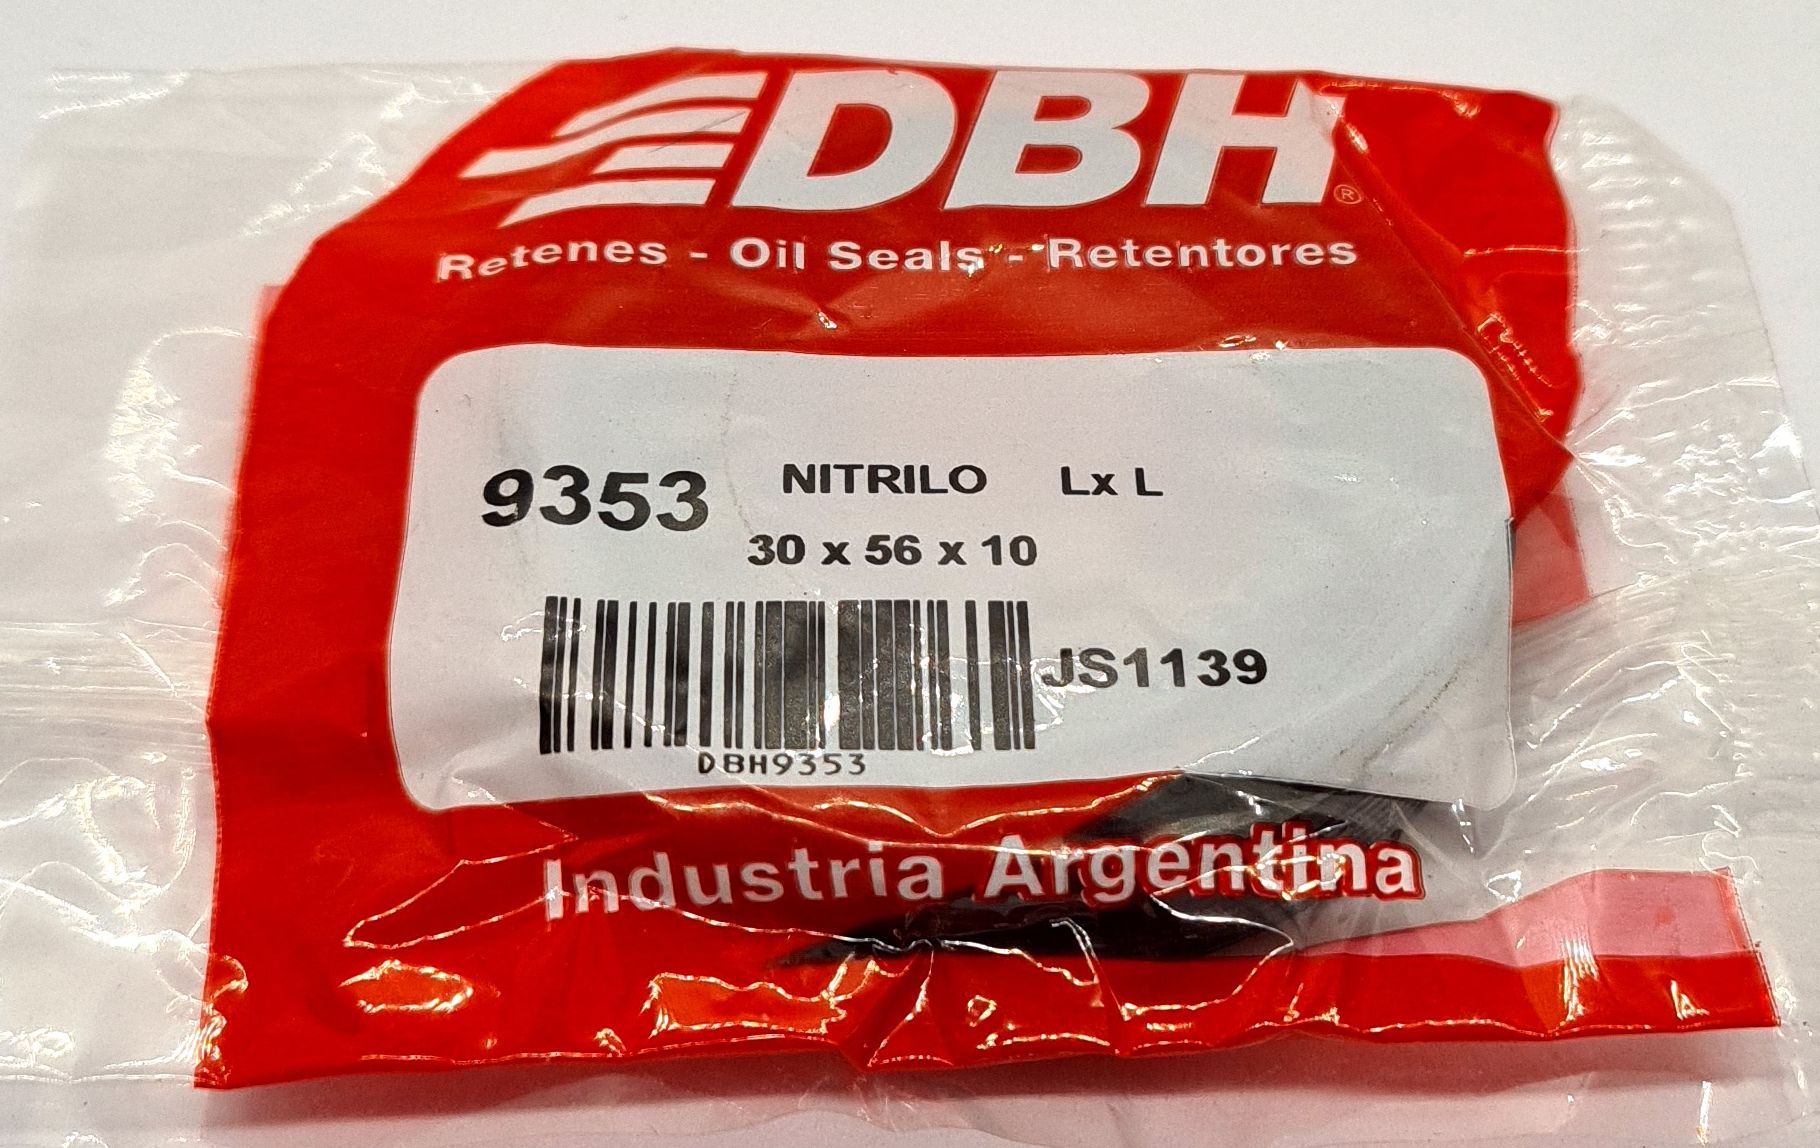 DBH®
Retenes - Oil Seals - Retentores
9353 NITRILO Lx L
30 x 56 x 10
JS1139
DBH9353
Industria Argentina